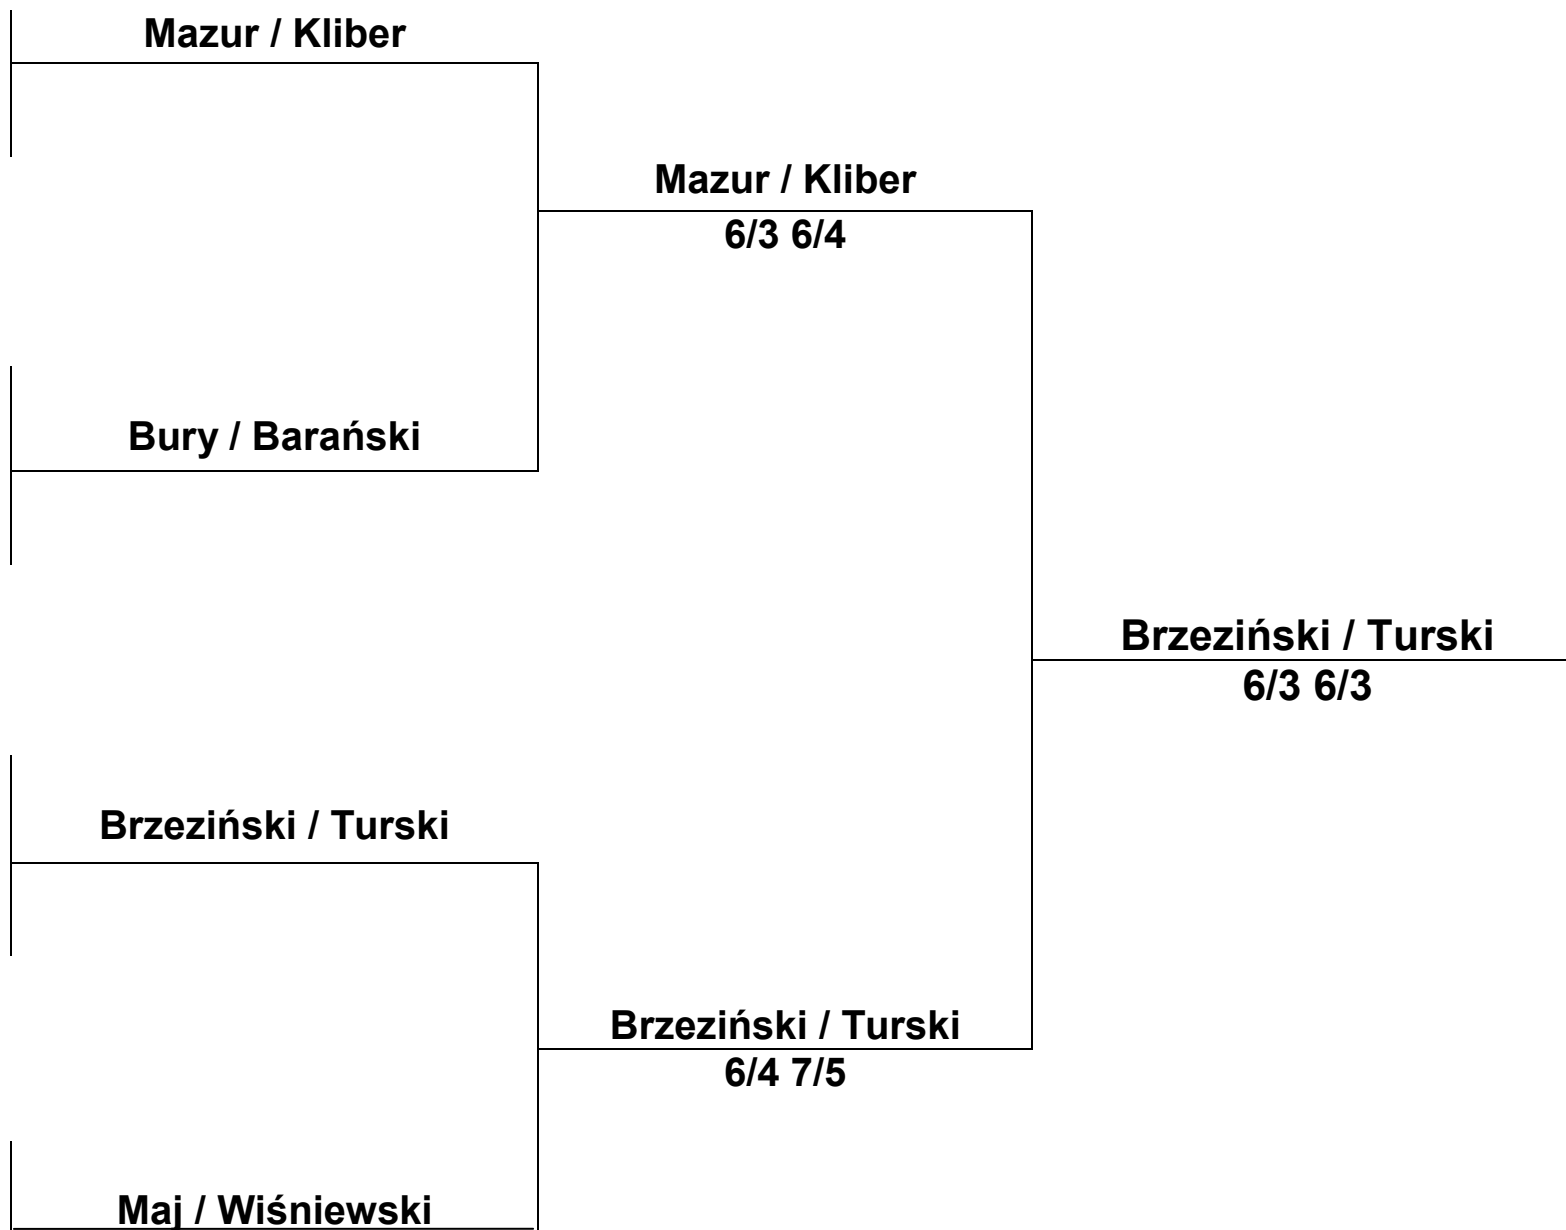 Mazur / Kliber
Mazur / Kliber
6/3 6/4
Bury / Barański
Brzeziński / Turski
6/3 6/3
Brzeziński / Turski
Brzeziński / Turski
6/4 7/5
Maj / Wiśniewski